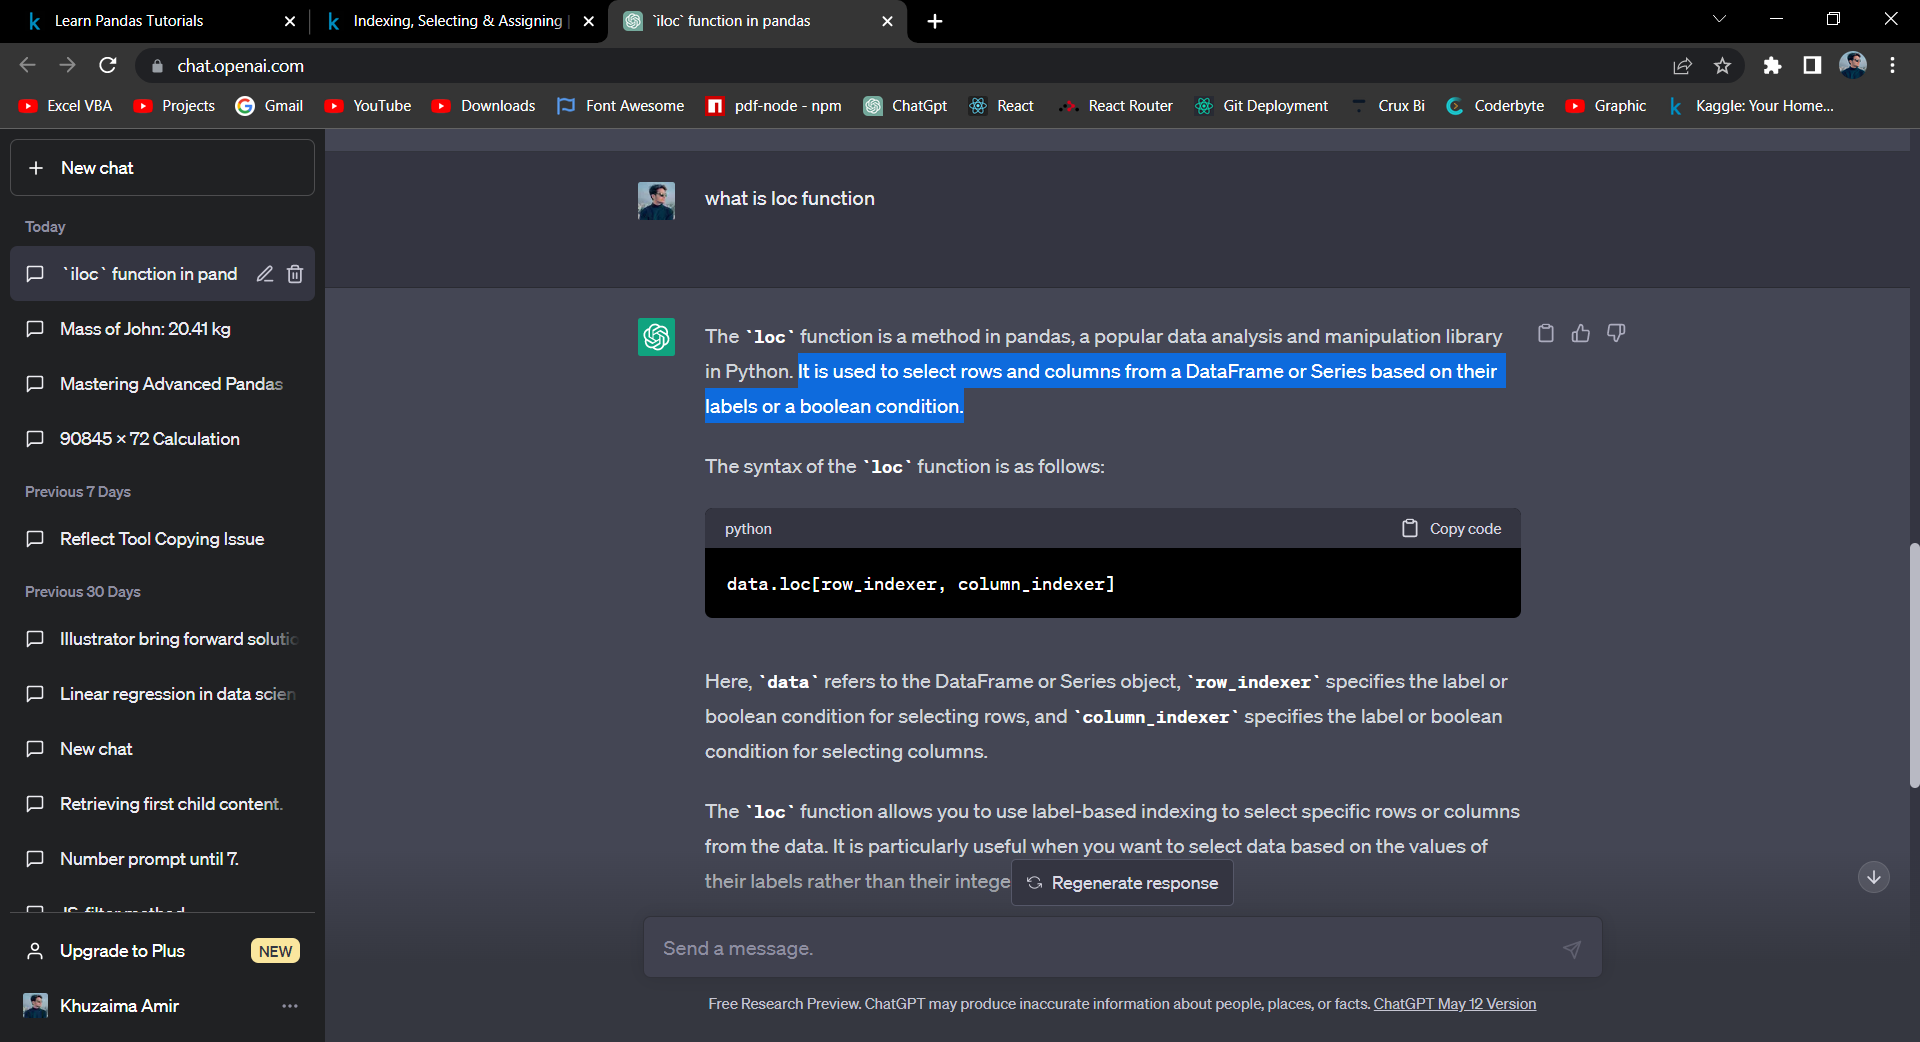 Learn Pandas Tutorials
Indexing, Selecting & Assigning
`iloc` function in pandas
chat.openai.com
Excel VBA
Projects
Gmail
YouTube
Downloads
Font Awesome
pdf-node - npm
ChatGpt
React
React Router
Git Deployment
Crux Bi
Coderbyte
Graphic
Kaggle: Your Home...
New chat
Today
`iloc` function in pand
Mass of John: 20.41 kg
Mastering Advanced Pandas
90845 × 72 Calculation
Previous 7 Days
Reflect Tool Copying Issue
Previous 30 Days
Illustrator bring forward solutio
Linear regression in data scien
New chat
Retrieving first child content.
Number prompt until 7.
JS filter method
Upgrade to Plus
NEW
Khuzaima Amir
what is loc function
The `loc` function is a method in pandas, a popular data analysis and manipulation library
in Python. It is used to select rows and columns from a DataFrame or Series based on their
labels or a boolean condition.
The syntax of the `loc` function is as follows:
python
Copy code
data.loc[row_indexer, column_indexer]
Here, `data` refers to the DataFrame or Series object, `row_indexer` specifies the label or
boolean condition for selecting rows, and `column_indexer` specifies the label or boolean
condition for selecting columns.
The `loc` function allows you to use label-based indexing to select specific rows or columns
from the data. It is particularly useful when you want to select data based on the values of
their labels rather than their intege
Regenerate response
Send a message.
Free Research Preview. ChatGPT may produce inaccurate information about people, places, or facts. ChatGPT May 12 Version